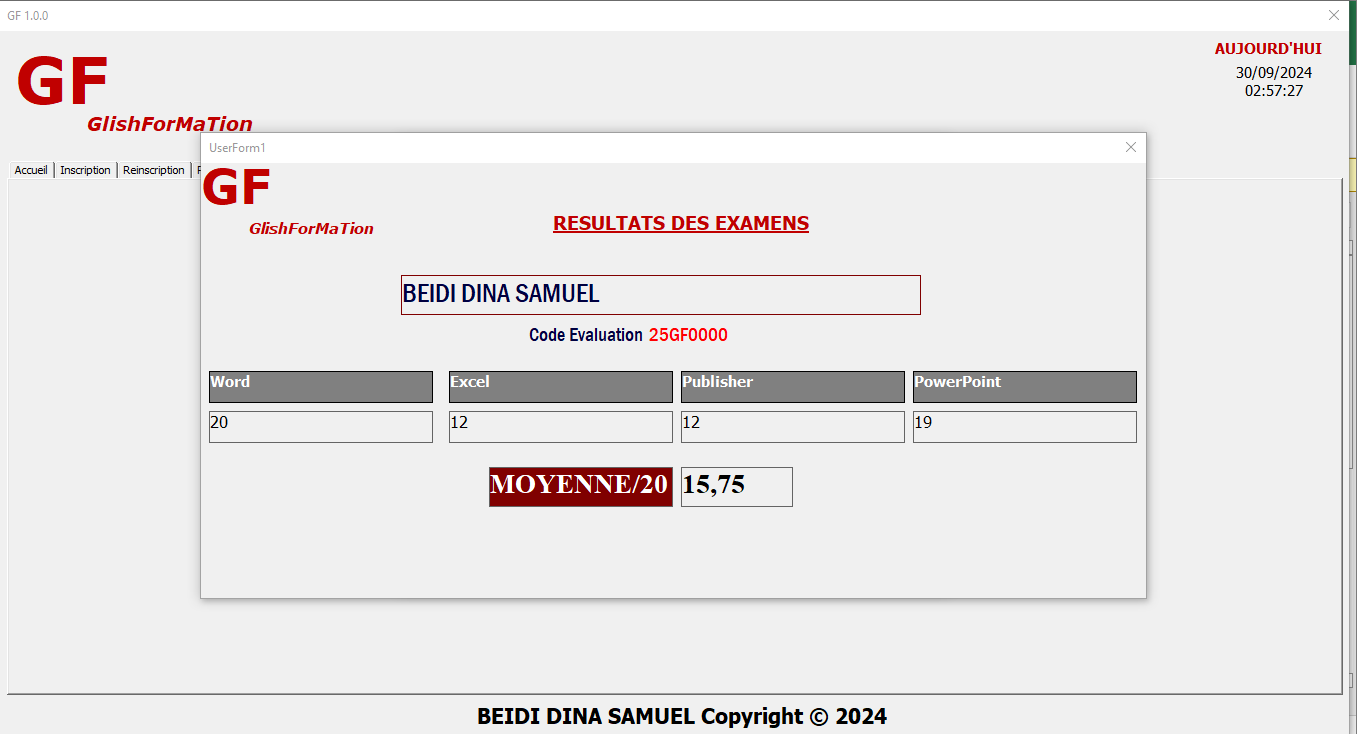 GF 1.0.0
GF
GlishForMaTion
AUJOURD'HUI
30/09/2024
02:57:27
Accueil Inscription Reinscription
UserForm1
GF
GlishForMaTion
RESULTATS DES EXAMENS
BEIDI DINA SAMUEL
Code Evaluation 25GF0000
Word Excel Publisher PowerPoint
20 12 12 19
MOYENNE/20 15,75
BEIDI DINA SAMUEL Copyright © 2024